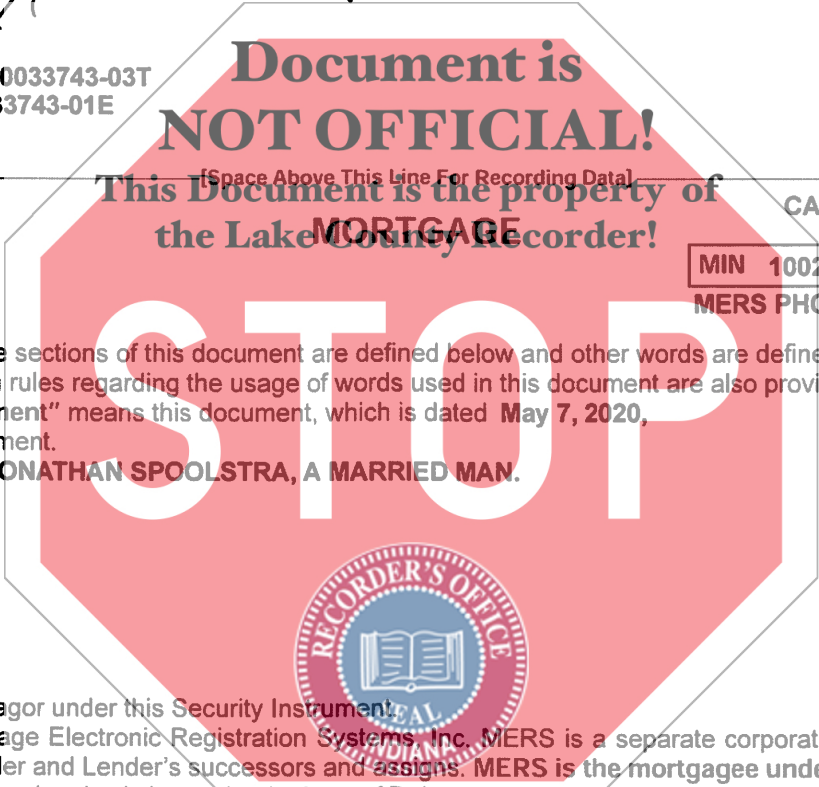 0033743-03T
3743-01E
Document is
NOT OFFICIAL!
[Space Above This Line For Recording Data]
This Document is the property of
CA
the Lake County Recorder!
MORTGAGE
MIN 1002
MERS PHO
e sections of this document are defined below and other words are define
rules regarding the usage of words used in this document are also provi
ent" means this document, which is dated May 7, 2020,
ment.
ONATHAN SPOOLSTRA, A MARRIED MAN.
STOP
RECORDER'S OFFICE
SEAL
INDIANA
agor under this Security Instrument.
age Electronic Registration Systems, Inc. MERS is a separate corporat
er and Lender's successors and assigns. MERS is the mortgagee unde